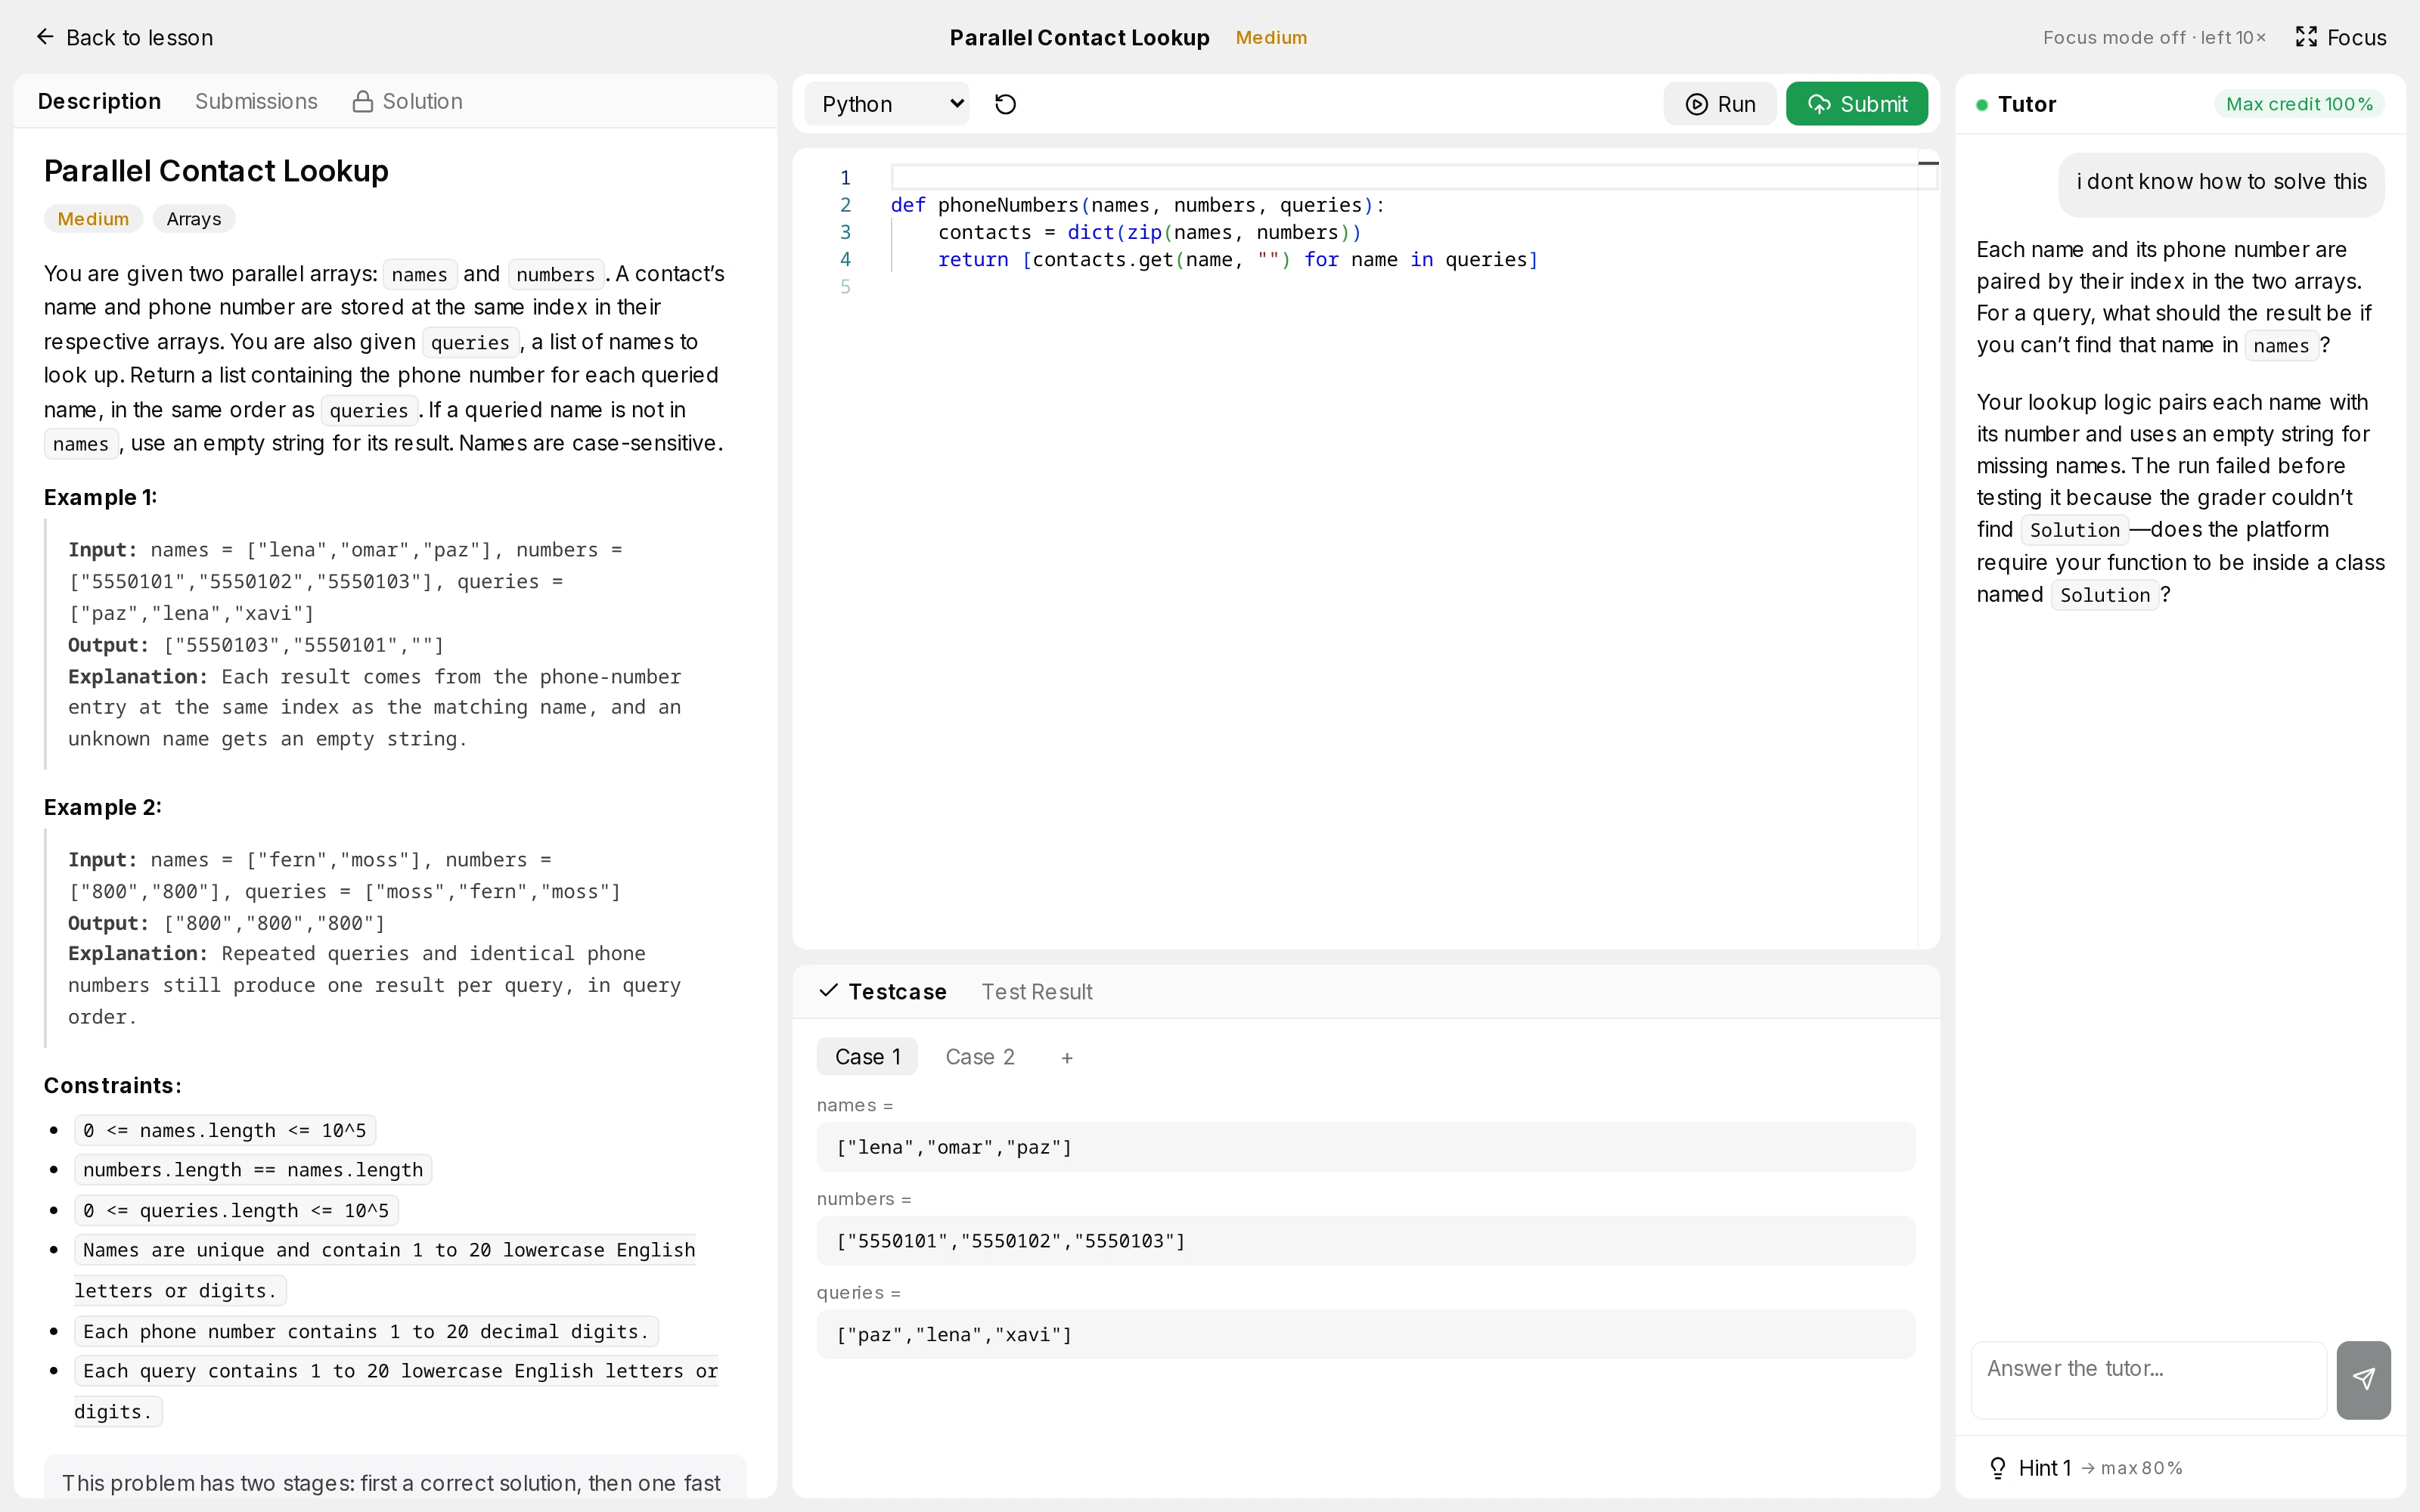 Back to lesson
Parallel Contact Lookup Medium
Focus mode off · left 10× Focus
Description Submissions Solution
Parallel Contact Lookup
Medium Arrays
You are given two parallel arrays: names and numbers. A contact’s
name and phone number are stored at the same index in their
respective arrays. You are also given queries, a list of names to
look up. Return a list containing the phone number for each queried
name, in the same order as queries. If a queried name is not in
names, use an empty string for its result. Names are case-sensitive.
Example 1:
Input: names = ["lena","omar","paz"], numbers =
["5550101","5550102","5550103"], queries =
["paz","lena","xavi"]
Output: ["5550103","5550101",""]
Explanation: Each result comes from the phone-number
entry at the same index as the matching name, and an
unknown name gets an empty string.
Example 2:
Input: names = ["fern","moss"], numbers =
["800","800"], queries = ["moss","fern","moss"]
Output: ["800","800","800"]
Explanation: Repeated queries and identical phone
numbers still produce one result per query, in query
order.
Constraints:
0 <= names.length <= 10^5
numbers.length == names.length
0 <= queries.length <= 10^5
Names are unique and contain 1 to 20 lowercase English
letters or digits.
Each phone number contains 1 to 20 decimal digits.
Each query contains 1 to 20 lowercase English letters or
digits.
This problem has two stages: first a correct solution, then one fast
Python Run Submit
1
2 def phoneNumbers(names, numbers, queries):
3 contacts = dict(zip(names, numbers))
4 return [contacts.get(name, "") for name in queries]
5
Testcase Test Result
Case 1 Case 2 +
names =
["lena","omar","paz"]
numbers =
["5550101","5550102","5550103"]
queries =
["paz","lena","xavi"]
Tutor Max credit 100%
i dont know how to solve this
Each name and its phone number are
paired by their index in the two arrays.
For a query, what should the result be if
you can’t find that name in names?
Your lookup logic pairs each name with
its number and uses an empty string for
missing names. The run failed before
testing it because the grader couldn’t
find Solution—does the platform
require your function to be inside a class
named Solution?
Answer the tutor...
Hint 1 → max 80%